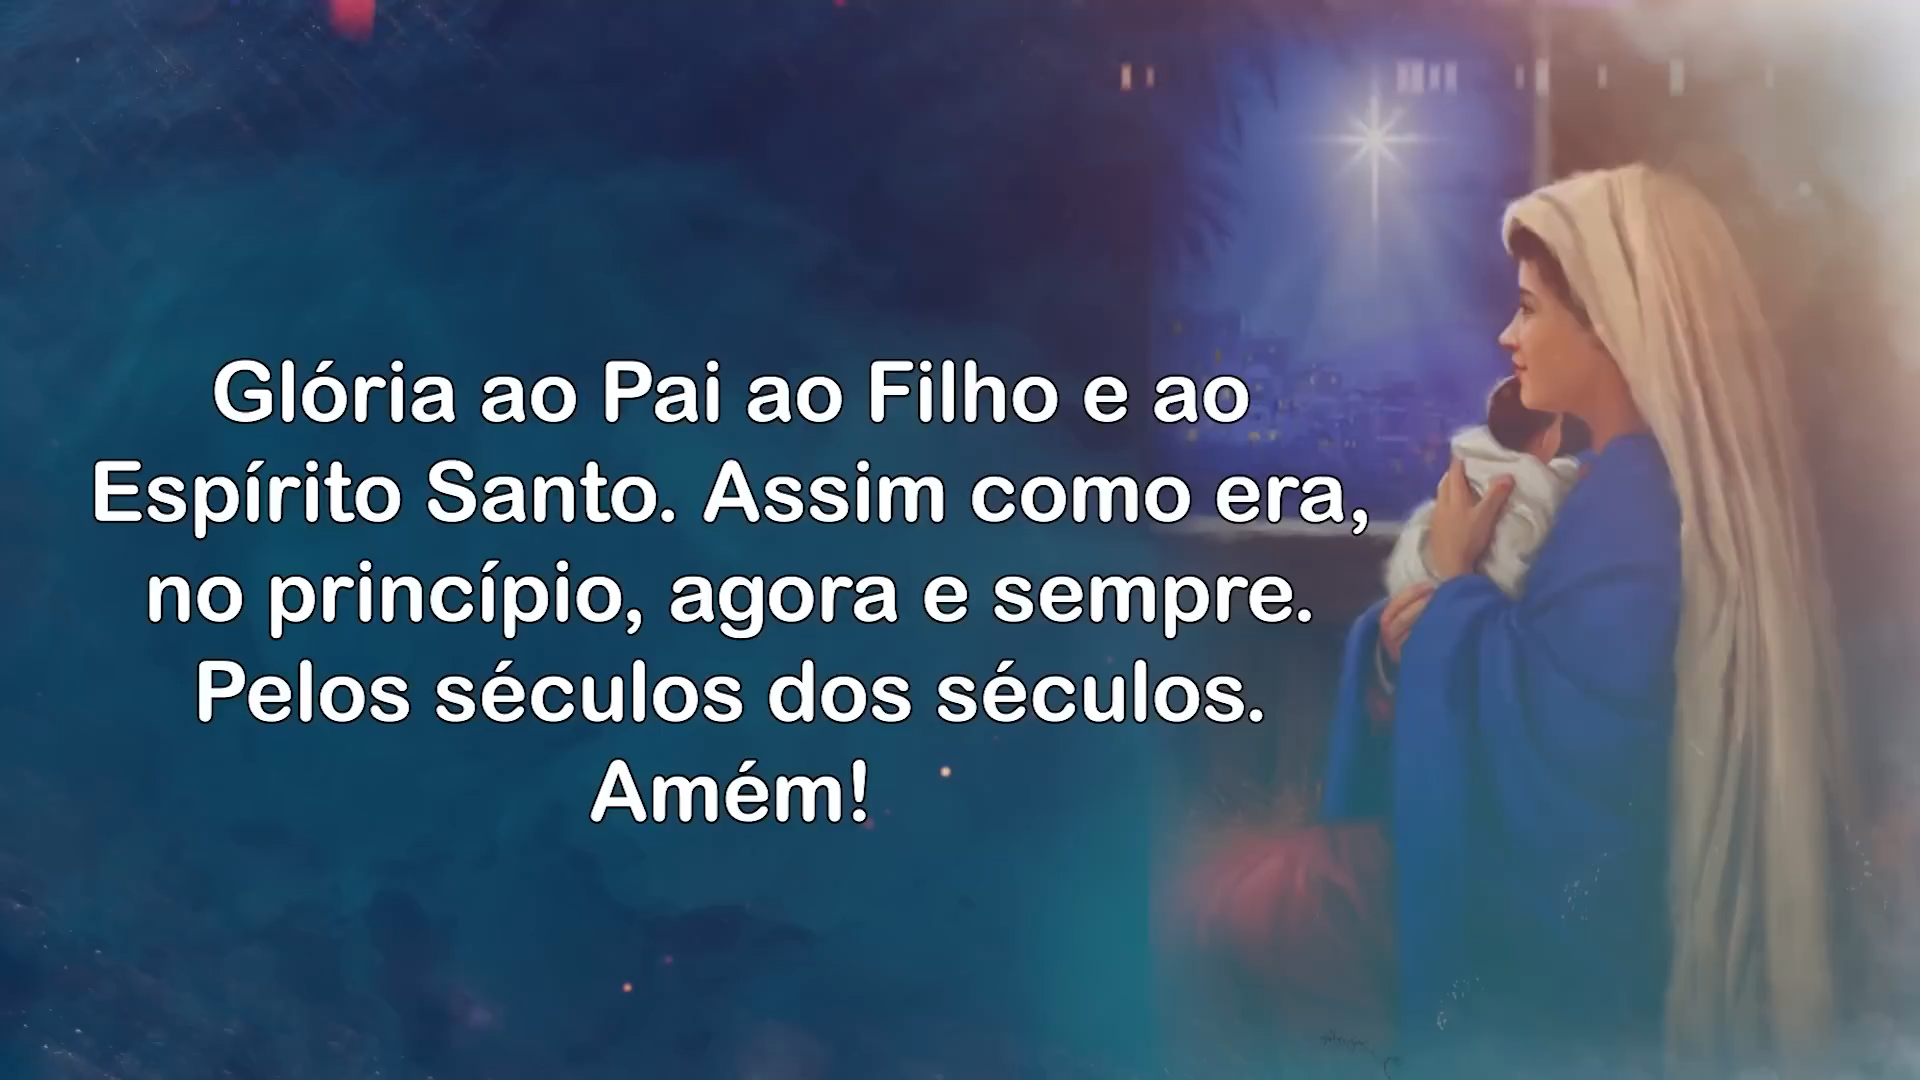 Glória ao Pai ao Filho e ao
Espírito Santo. Assim como era,
no princípio, agora e sempre.
Pelos séculos dos séculos.
Amém!